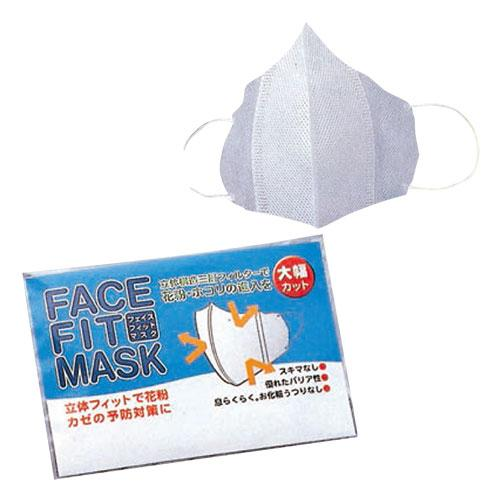 立体構造三層フィルターで
花粉・ホコリの進入を
大幅
カット
FACE
FIT
MASK
フェイス
フィット
マスク
スキマなし
優れたバリア性
息らくらく。お化粧うつりなし
立体フィットで花粉
カゼの予防対策に